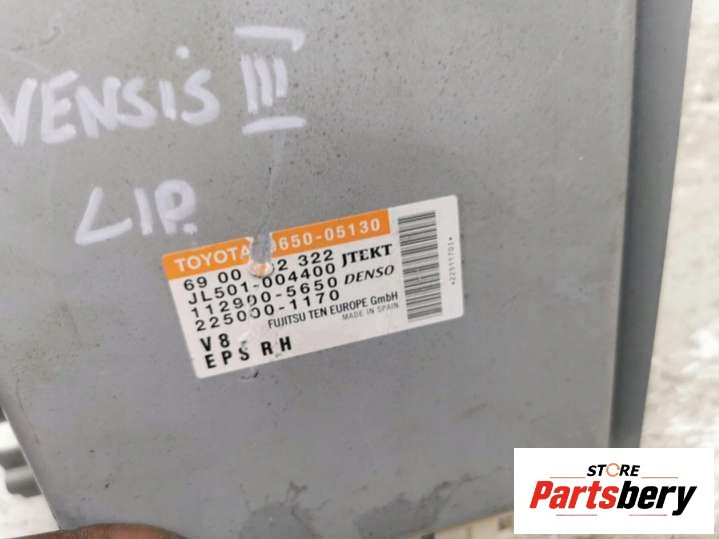 VENSIS III
LIP.
TOYOTA 9650-05130
69 00 2 322 JTEKT
JL501-004400
112900-5650 DENSO
225000-1170
FUJITSU TEN EUROPE GmbH
MADE IN SPAIN
V8
EPS RH
STORE
Partsbery